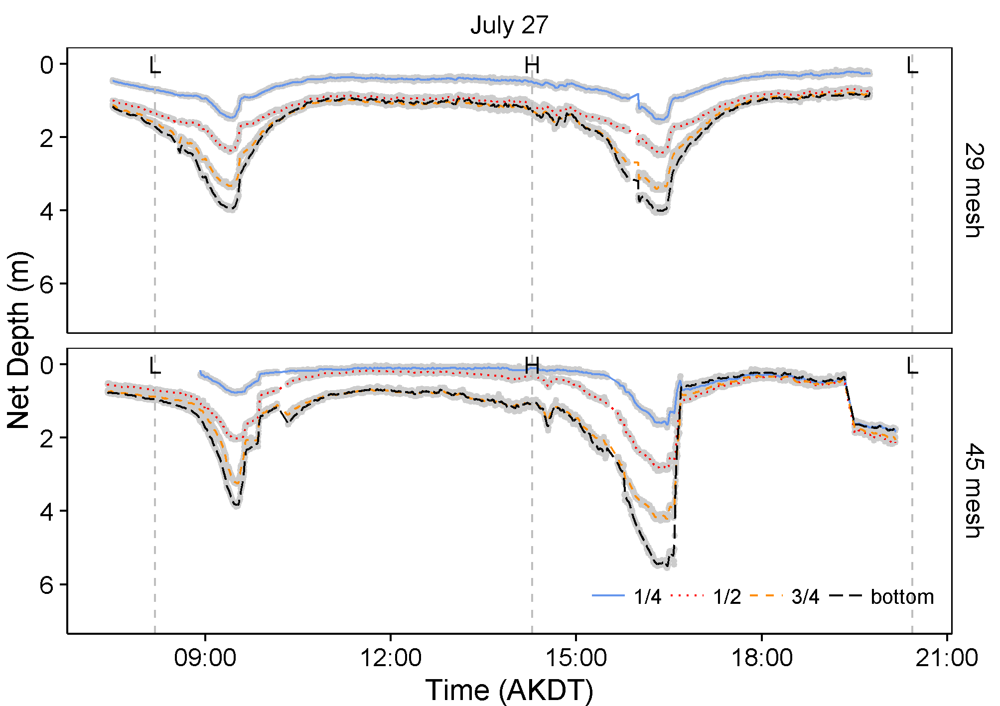 July 27
L H L
0
2
4
6
29 mesh
Net Depth (m)
L H L
0
2
4
6
45 mesh
1/4 1/2 3/4 bottom
09:00 12:00 15:00 18:00 21:00
Time (AKDT)